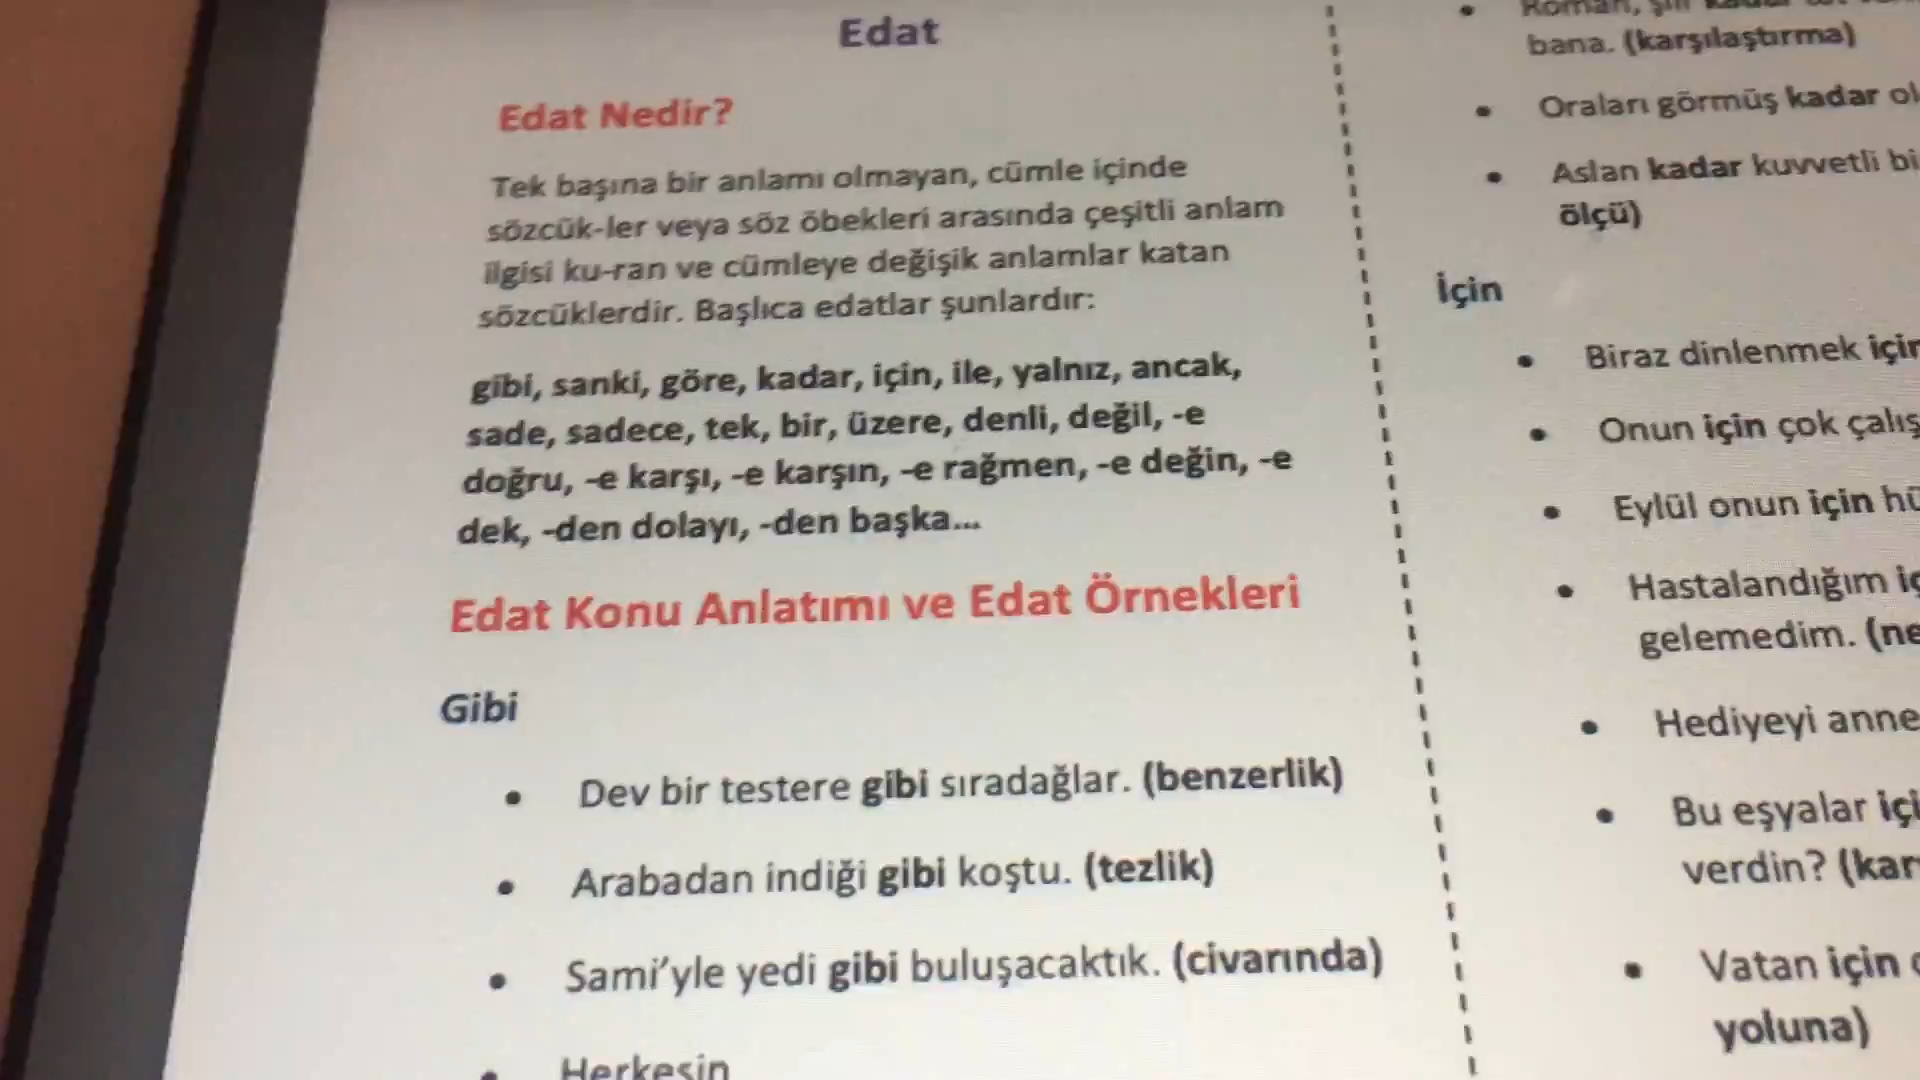 Edat
Edat Nedir?
Tek başına bir anlamı olmayan, cümle içinde
sözcük-ler veya söz öbekleri arasında çeşitli anlam
ilgisi ku-ran ve cümleye değişik anlamlar katan
sözcüklerdir. Başlıca edatlar şunlardır:
gibi, sanki, göre, kadar, için, ile, yalnız, ancak,
sade, sadece, tek, bir, üzere, denli, değil, -e
doğru, -e karşı, -e karşın, -e rağmen, -e değin, -e
dek, -den dolayı, -den başka...
Edat Konu Anlatımı ve Edat Örnekleri
Gibi
• Dev bir testere gibi sıradağlar. (benzerlik)
• Arabadan indiği gibi koştu. (tezlik)
• Sami'yle yedi gibi buluşacaktık. (civarında)
• Herkesin
• Roman, şiir kadar
bana. (karşılaştırma)
• Oraları görmüş kadar
• Aslan kadar kuvvetli
ölçü)
İçin
• Biraz dinlenmek için
• Onun için çok
• Eylül onun için
• Hastalandığım
gelemedim.
• Hediyeyi
• Bu eşyalar
verdin?
• Vatan için
yoluna)